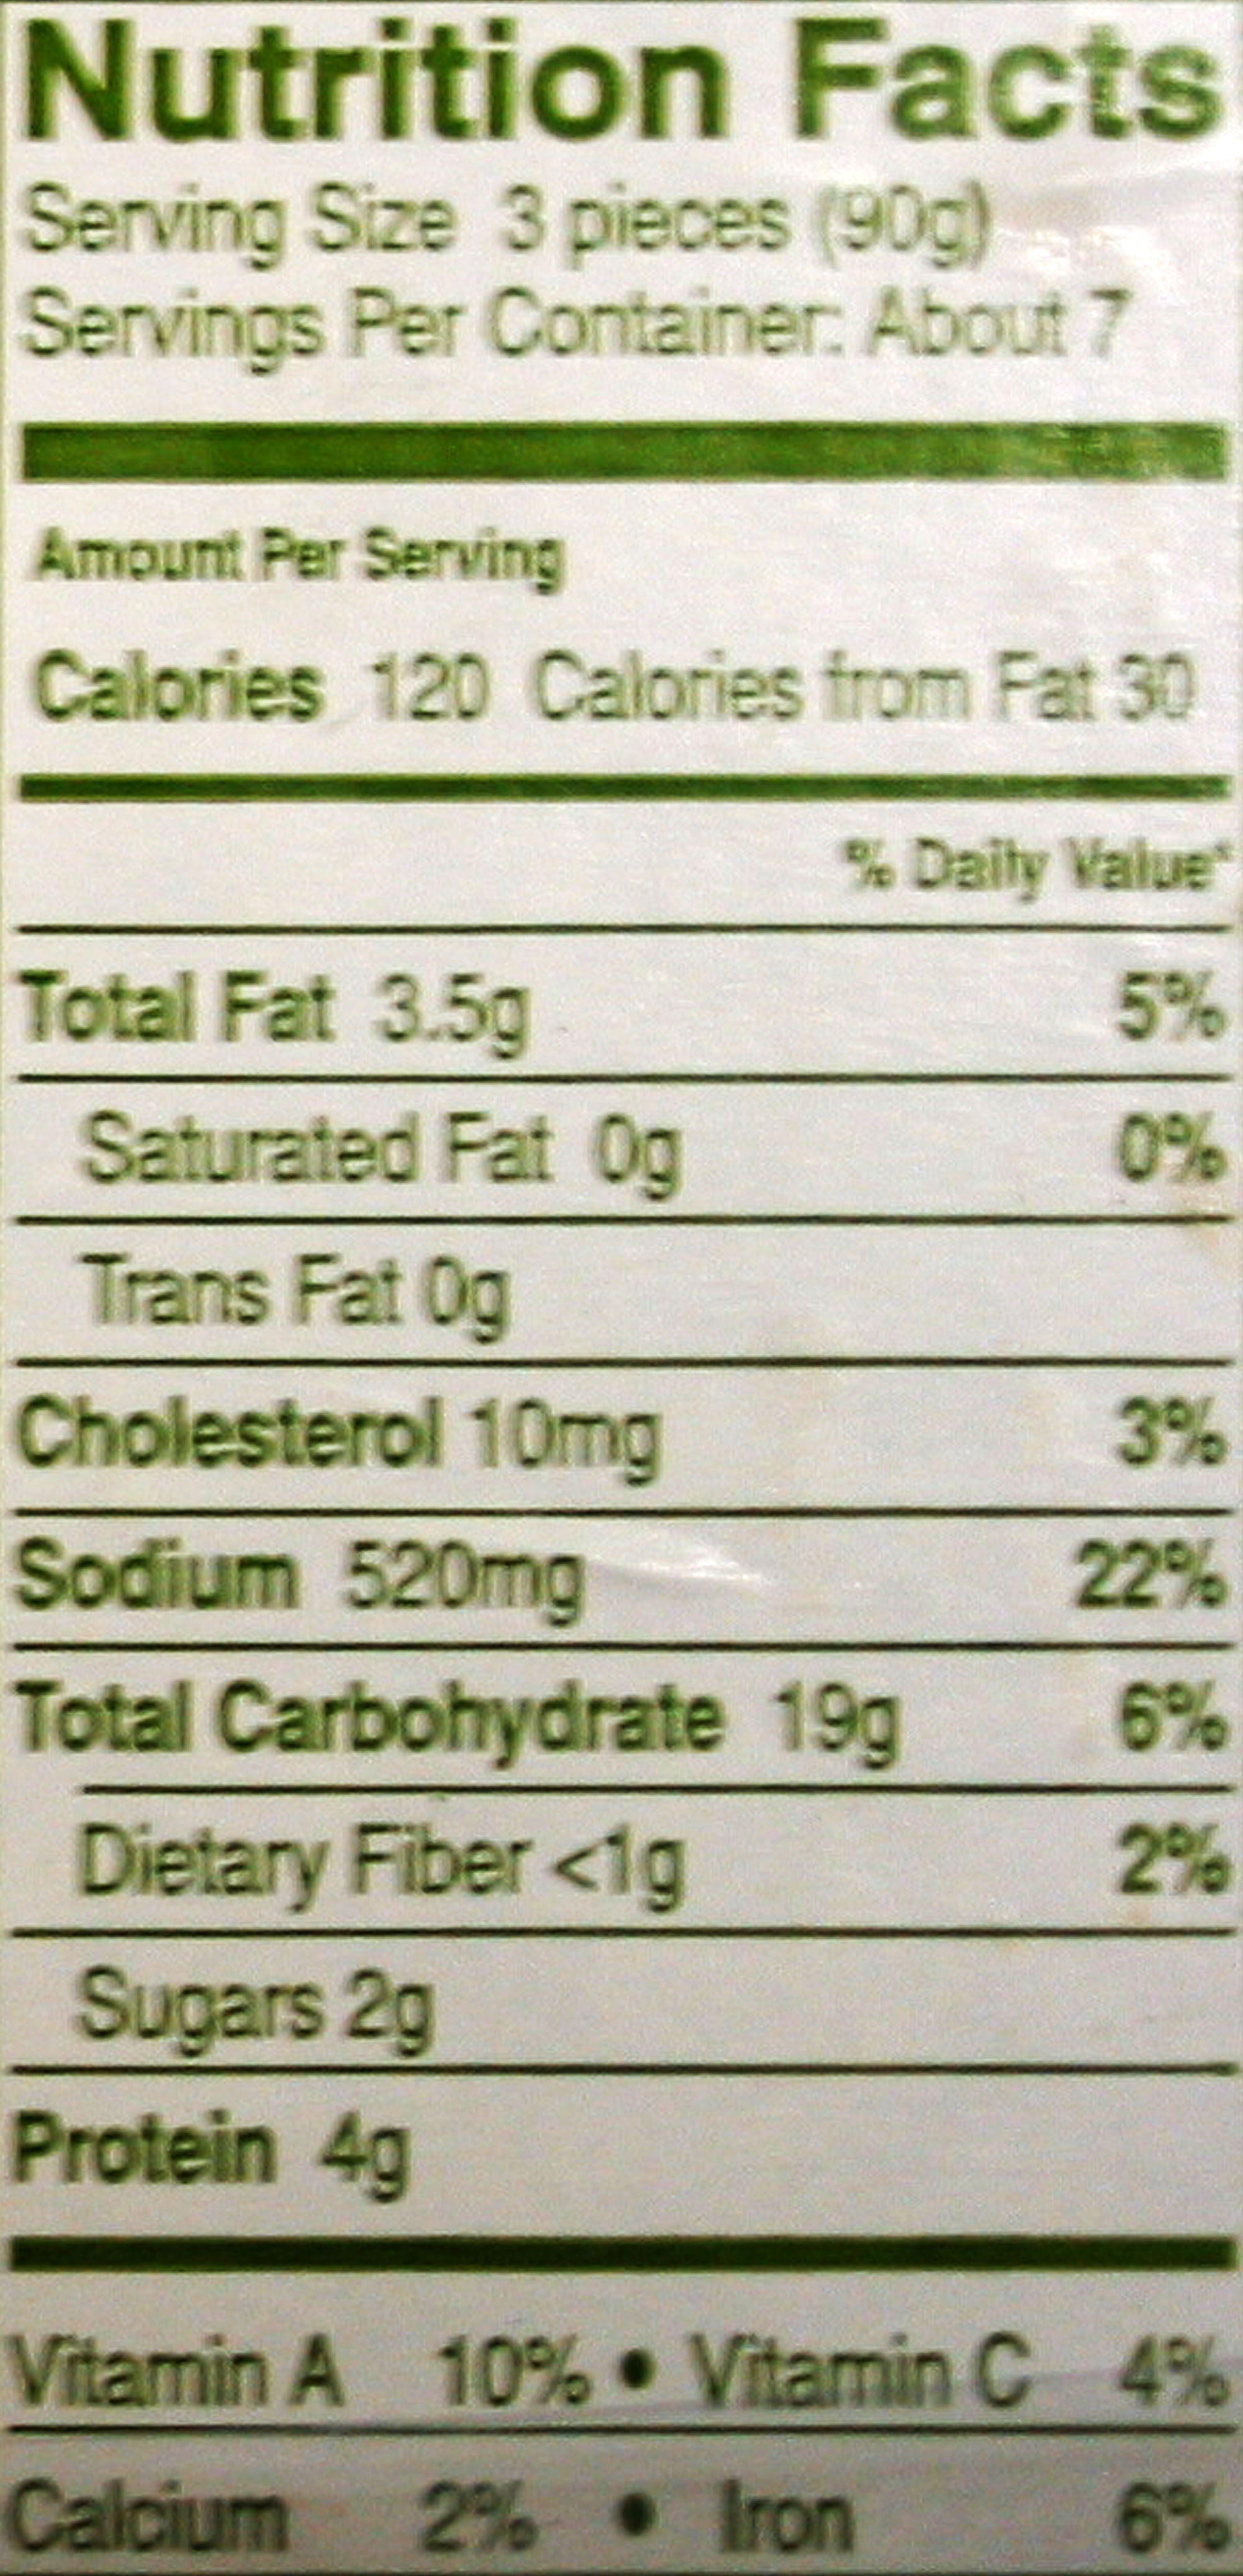 Nutrition Facts
Serving Size 3 pieces (90g)
Servings Per Container: About 7
Amount Per Serving
Calories 120 Calories from Fat 30
% Daily Value*
Total Fat 3.5g 5%
Saturated Fat 0g 0%
Trans Fat 0g
Cholesterol 10mg 3%
Sodium 520mg 22%
Total Carbohydrate 19g 6%
Dietary Fiber <1g 2%
Sugars 2g
Protein 4g
Vitamin A 10% • Vitamin C 4%
Calcium 2% • Iron 6%